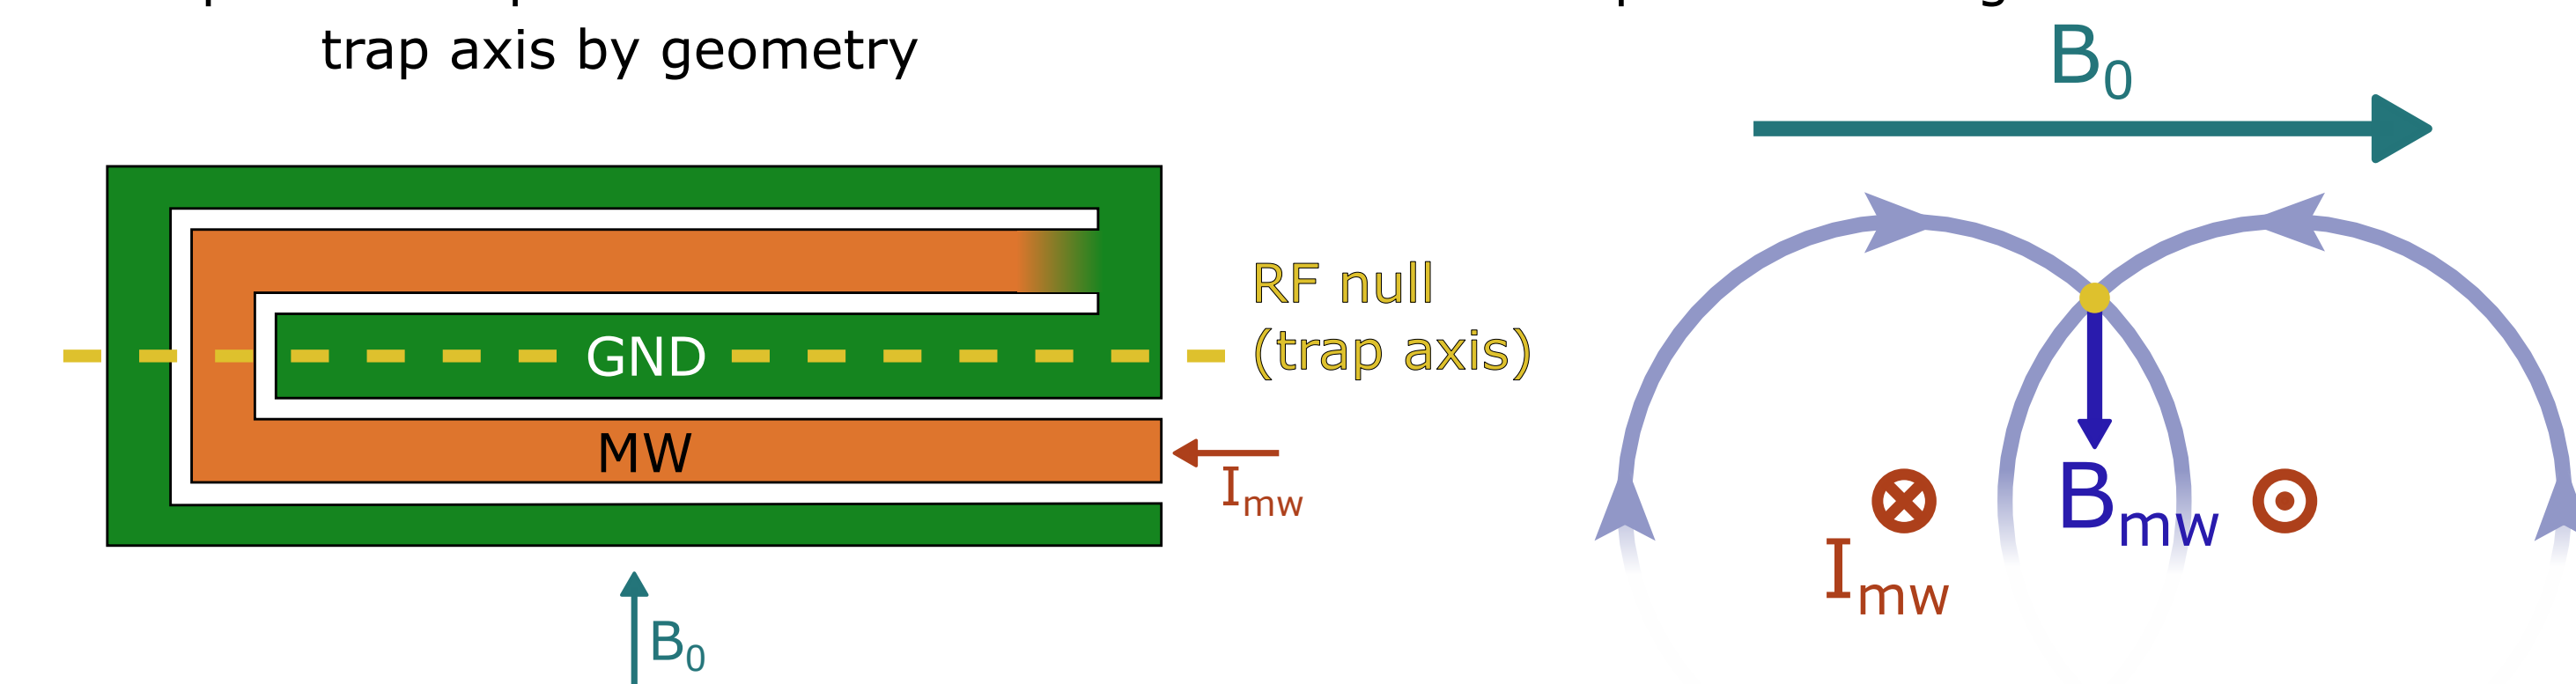 trap axis by geometry
B₀
RF null
(trap axis)
GND
MW
Iₘw
B₀
Bmw
Imw